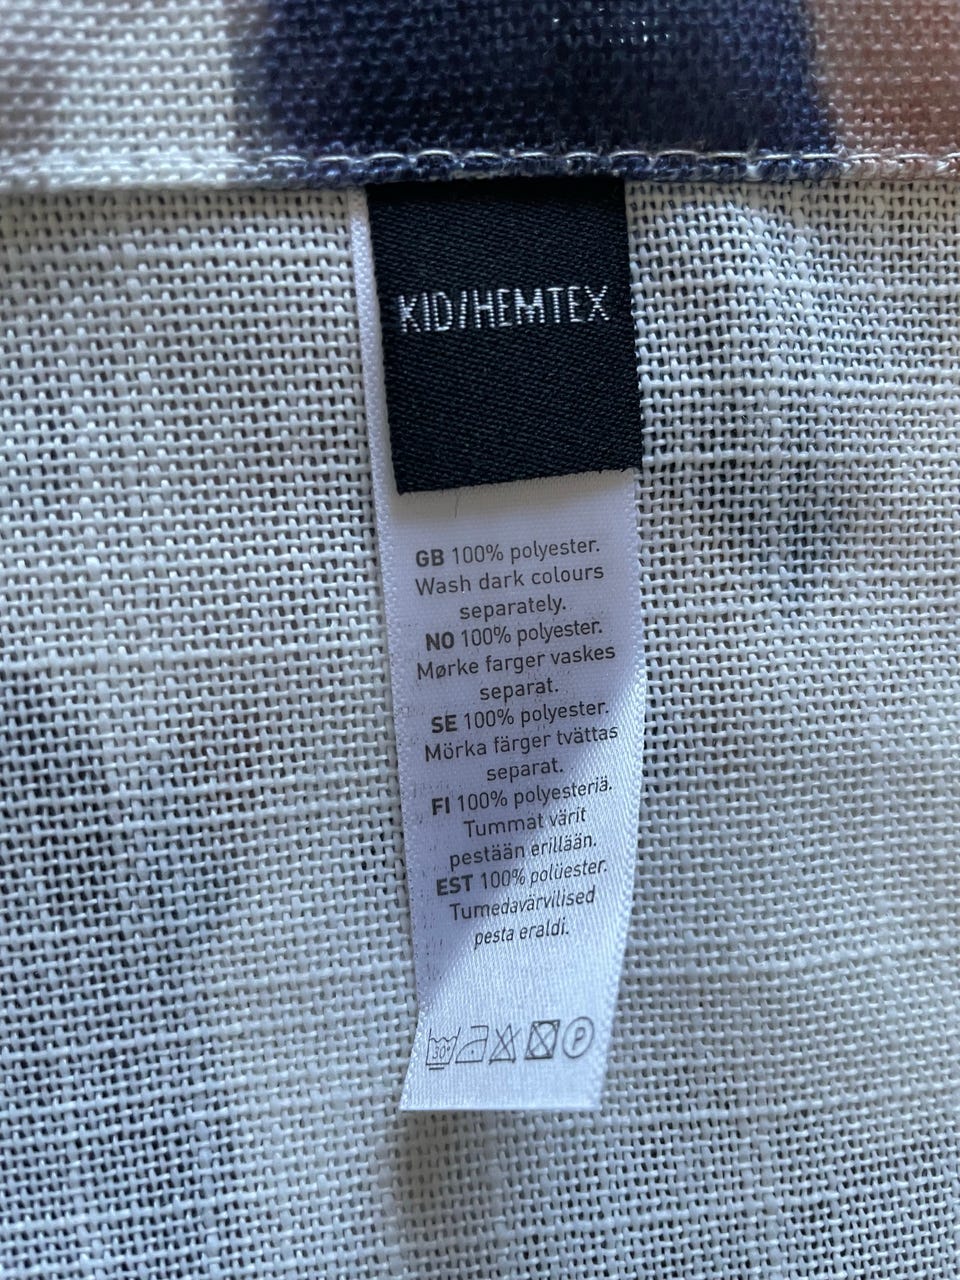 KID/HEMTEX
GB 100% polyester.
Wash dark colours
separately.
NO 100% polyester.
Mørke farger vaskes
separat.
SE 100% polyester.
Mörka färger tvättas
separat.
FI 100% polyesteriä.
Tummat värit
pestään erillään.
EST 100% polüester.
Tumedavärvilised
pesta eraldi.
30° P